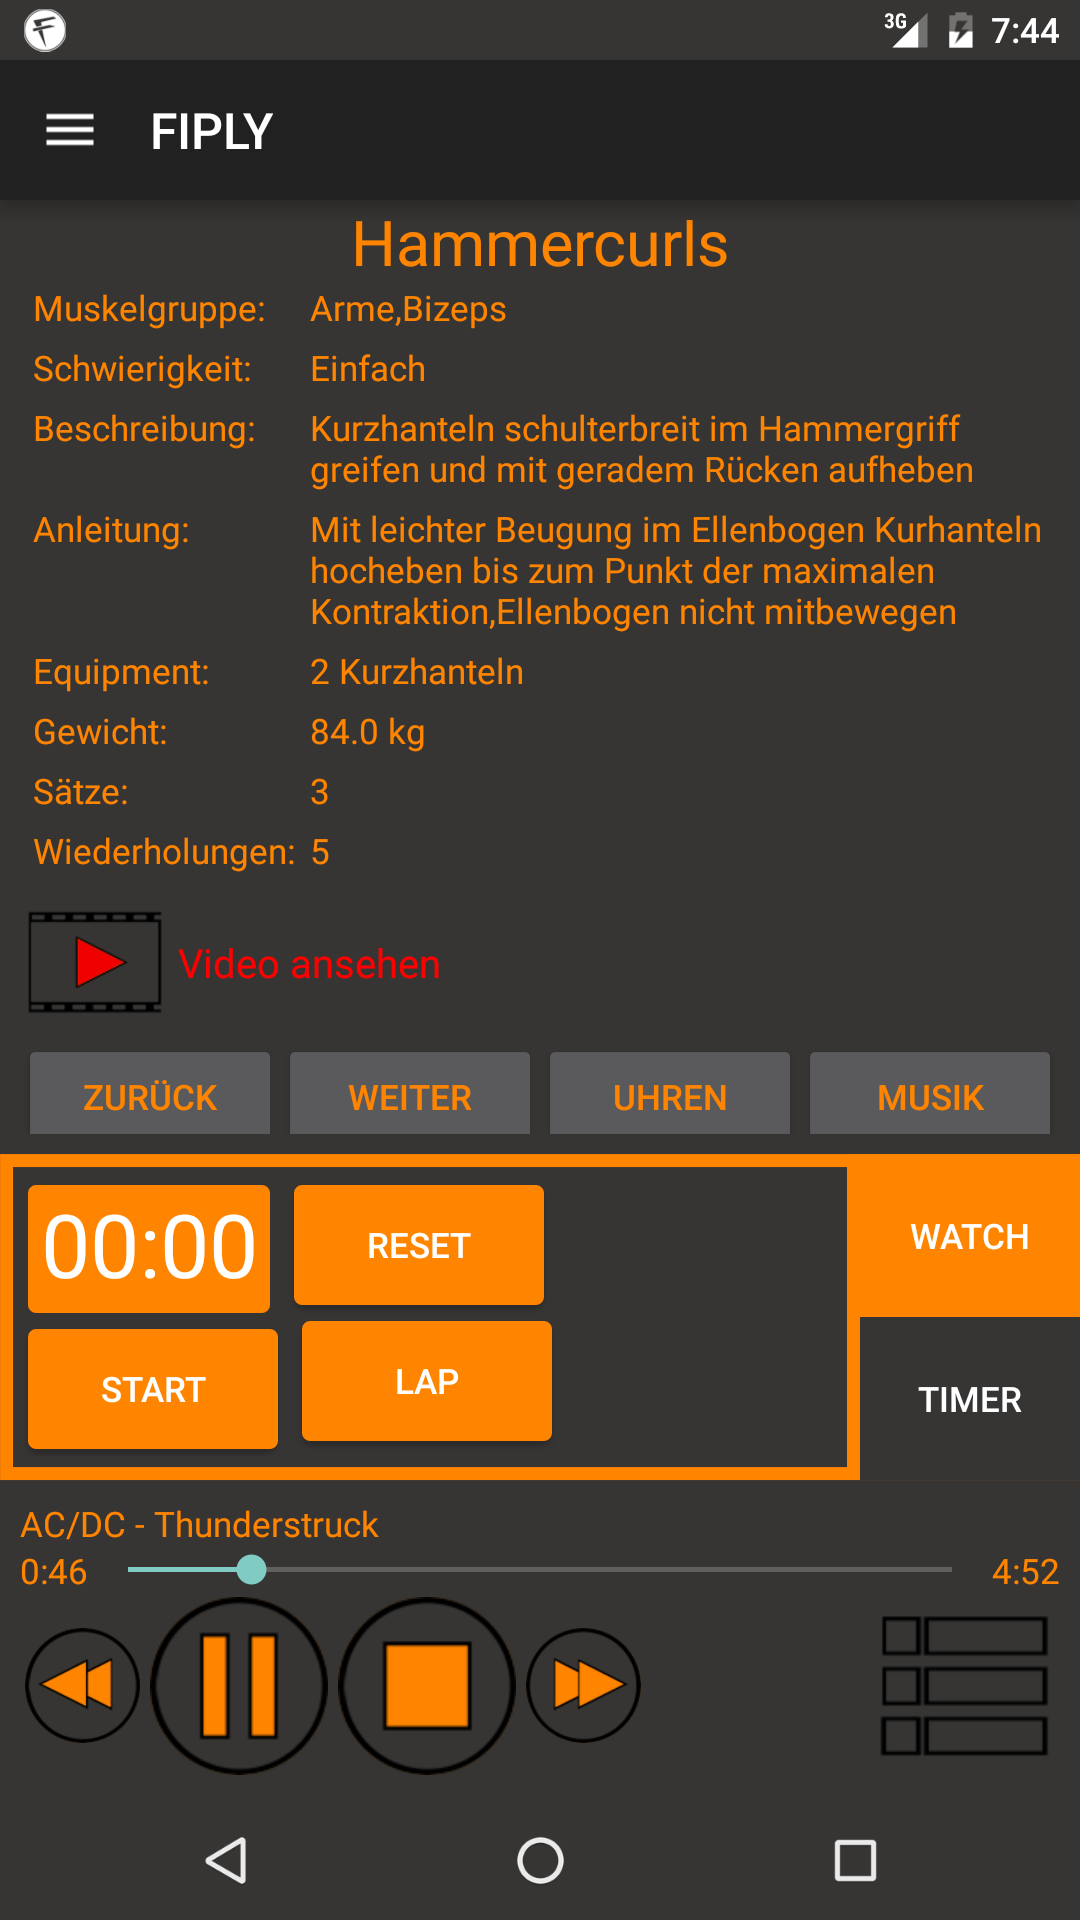 3G 7:44
FIPLY
Hammercurls
Muskelgruppe: Arme,Bizeps
Schwierigkeit: Einfach
Beschreibung: Kurzhanteln schulterbreit im Hammergriff
greifen und mit geradem Rücken aufheben
Anleitung: Mit leichter Beugung im Ellenbogen Kurhanteln
hocheben bis zum Punkt der maximalen
Kontraktion,Ellenbogen nicht mitbewegen
Equipment: 2 Kurzhanteln
Gewicht: 84.0 kg
Sätze: 3
Wiederholungen: 5
Video ansehen
ZURÜCK WEITER UHREN MUSIK
00:00 RESET WATCH
START LAP TIMER
AC/DC - Thunderstruck
0:46 4:52